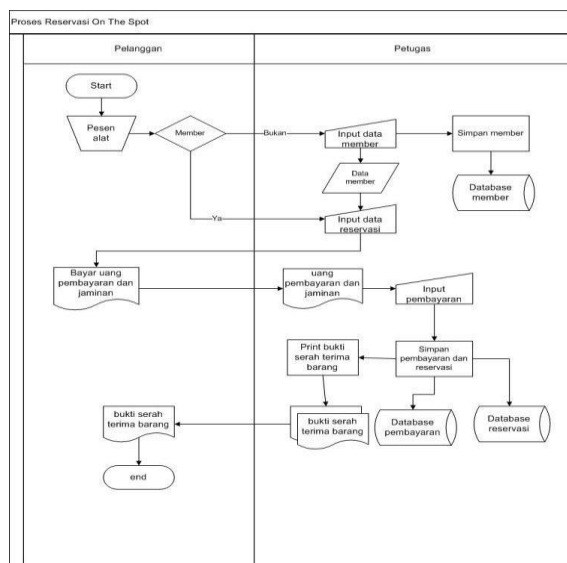 Proses Reservasi On The Spot
Pelanggan
Petugas
Start
Pesen
alat
Member
Bukan
Input data
member
Simpan member
Data
member
Database
member
Ya
Input data
reservasi
Bayar uang
pembayaran dan
jaminan
uang
pembayaran dan
jaminan
Input
pembayaran
Print bukti
serah terima
barang
Simpan
pembayaran dan
reservasi
bukti serah
terima barang
bukti serah
terima barang
Database
pembayaran
Database
reservasi
end